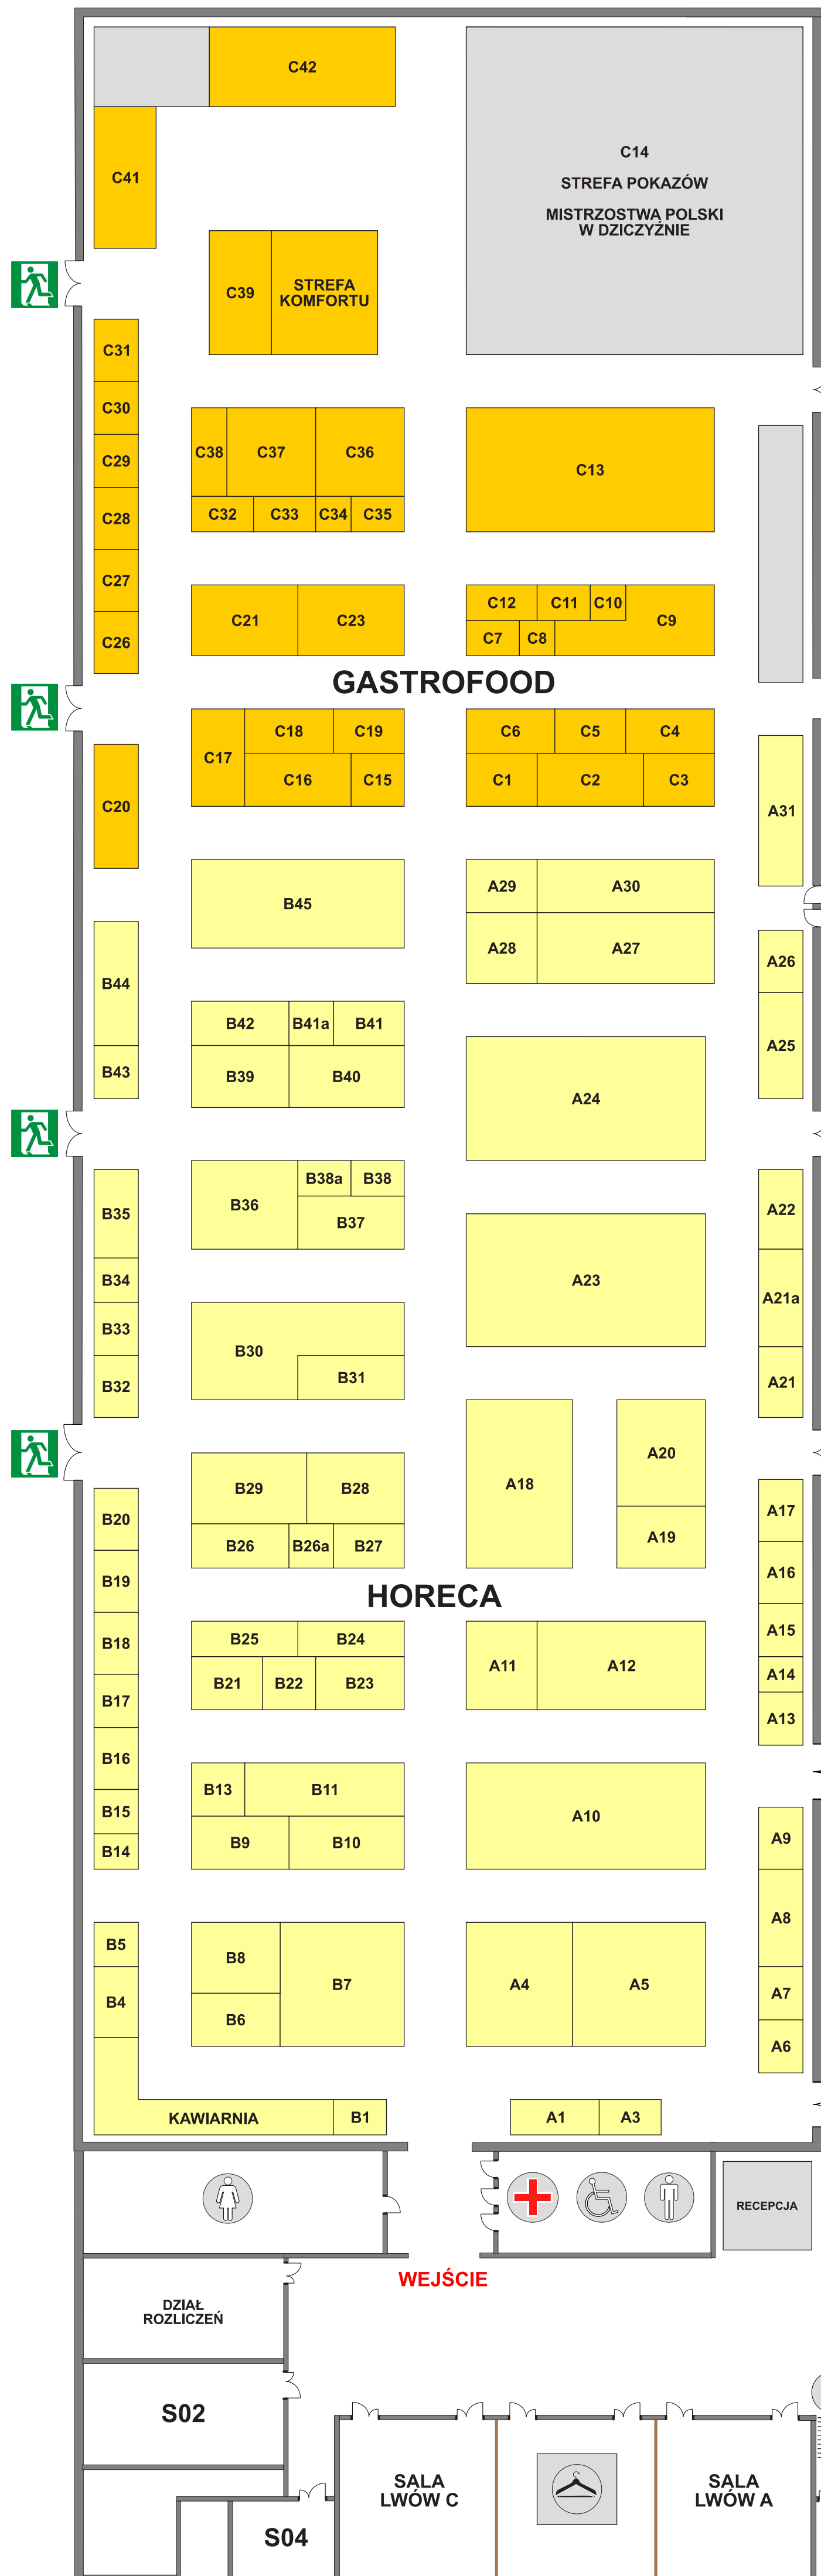 C42
C14
STREFA POKAZÓW
MISTRZOSTWA POLSKI
W DZICZYŹNIE
C41
C39
STREFA
KOMFORTU
C31
C30
C29
C28
C27
C26
C38
C37
C36
C32
C33
C34
C35
C13
C21
C23
C12
C11
C10
C9
C7
C8
GASTROFOOD
C17
C18
C19
C16
C15
C6
C5
C4
C1
C2
C3
C20
A31
B45
A29
A30
A28
A27
B44
B43
A26
A25
B42
B41a
B41
B39
B40
A24
B35
B34
B33
B32
B36
B38a
B38
B37
A22
A21a
A21
A23
B30
B31
A18
A20
A19
B29
B28
B26
B26a
B27
A17
A16
A15
A14
A13
B20
B19
B18
B17
B16
B15
B14
HORECA
B25
B24
B21
B22
B23
A11
A12
B13
B11
B9
B10
A10
A9
A8
A7
A6
B5
B4
B8
B7
B6
A4
A5
KAWIARNIA
B1
A1
A3
RECEPCJA
WEJŚCIE
DZIAŁ
ROZLICZEŃ
S02
SALA
LWÓW C
SALA
LWÓW A
S04